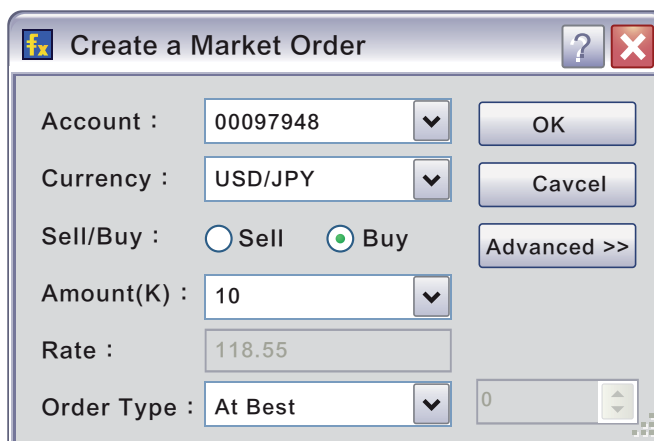 fx Create a Market Order ?
Account : 00097948 OK
Currency : USD/JPY Cavcel
Sell/Buy : Sell Buy Advanced >>
Amount(K) : 10
Rate : 118.55
Order Type : At Best 0